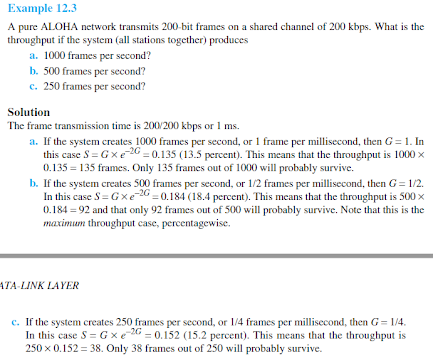 Example 12.3
A pure ALOHA network transmits 200-bit frames on a shared channel of 200 kbps. What is the
throughput if the system (all stations together) produces
a. 1000 frames per second?
b. 500 frames per second?
c. 250 frames per second?
Solution
The frame transmission time is 200/200 kbps or 1 ms.
a. If the system creates 1000 frames per second, or 1 frame per millisecond, then G = 1. In
this case S = G × e⁻²ᴳ = 0.135 (13.5 percent). This means that the throughput is 1000 ×
0.135 = 135 frames. Only 135 frames out of 1000 will probably survive.
b. If the system creates 500 frames per second, or 1/2 frames per millisecond, then G = 1/2.
In this case S = G × e⁻²ᴳ = 0.184 (18.4 percent). This means that the throughput is 500 ×
0.184 = 92 and that only 92 frames out of 500 will probably survive. Note that this is the
maximum throughput case, percentagewise.
ATA-LINK LAYER
c. If the system creates 250 frames per second, or 1/4 frames per millisecond, then G = 1/4.
In this case S = G × e⁻²ᴳ = 0.152 (15.2 percent). This means that the throughput is
250 × 0.152 = 38. Only 38 frames out of 250 will probably survive.